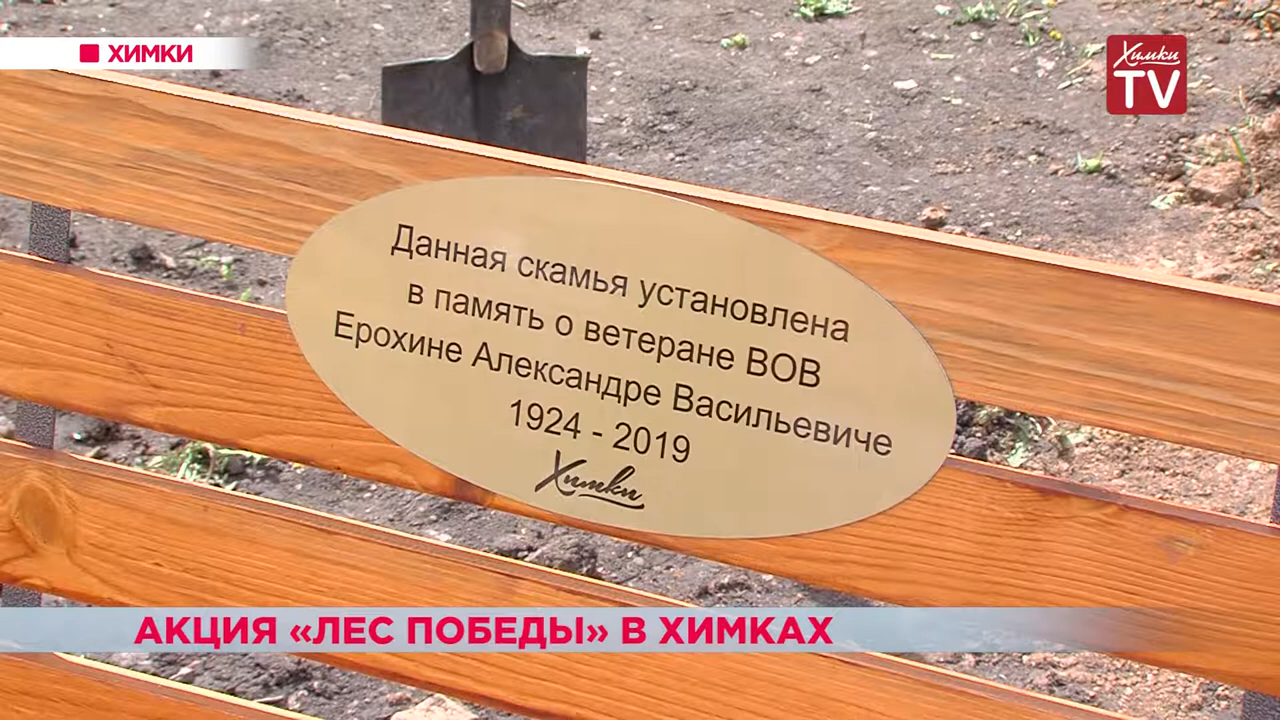 ХИМКИ
Химки
TV
Данная скамья установлена
в память о ветеране ВОВ
Ерохине Александре Васильевиче
1924 - 2019
Химки
АКЦИЯ «ЛЕС ПОБЕДЫ» В ХИМКАХ